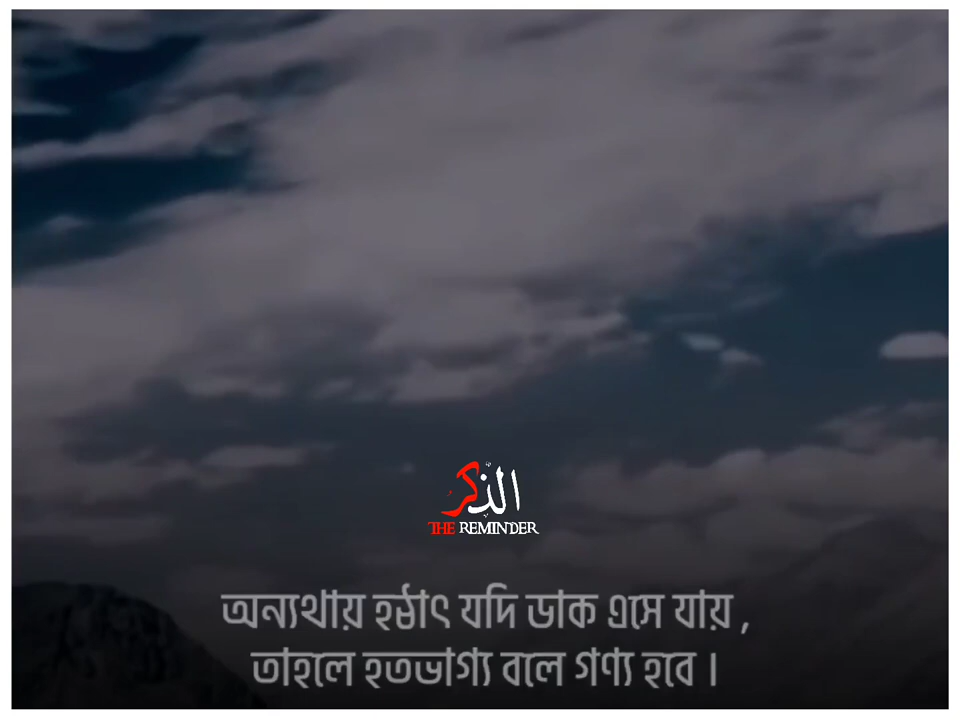 الذكر
THE REMINDER
অন্যথায় হঠাৎ যদি ডাক এসে যায় ,
তাহলে হতভাগ্য বলে গণ্য হবে ।